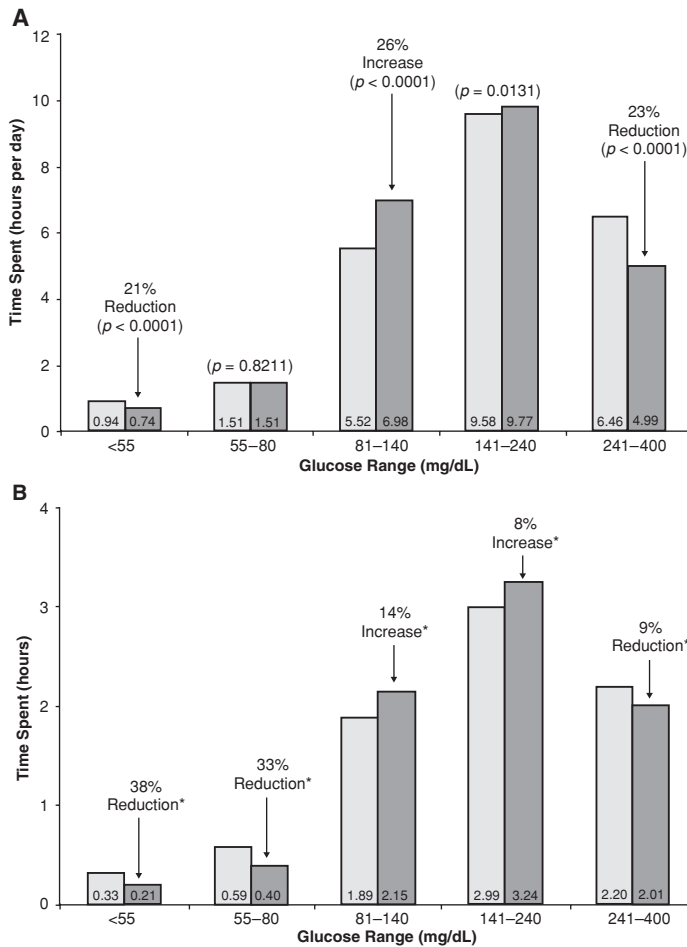 A
12
10
8
6
4
2
0
Time Spent (hours per day)
21%
Reduction
(p < 0.0001)
(p = 0.8211)
26%
Increase
(p < 0.0001)
(p = 0.0131)
23%
Reduction
(p < 0.0001)
0.94 0.74 1.51 1.51 5.52 6.98 9.58 9.77 6.46 4.99
<55 55–80 81–140 141–240 241–400
Glucose Range (mg/dL)
B
4
3
2
1
0
Time Spent (hours)
38%
Reduction*
33%
Reduction*
14%
Increase*
8%
Increase*
9%
Reduction*
0.33 0.21 0.59 0.40 1.89 2.15 2.99 3.24 2.20 2.01
<55 55–80 81–140 141–240 241–400
Glucose Range (mg/dL)